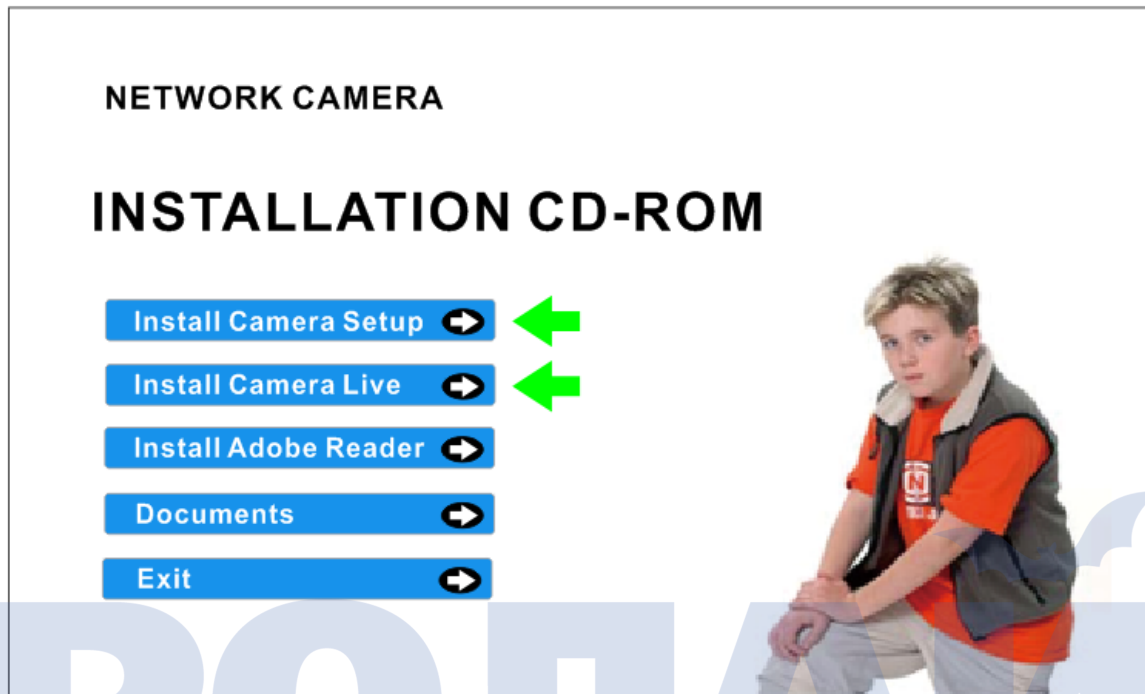 NETWORK CAMERA
INSTALLATION CD-ROM
Install Camera Setup
Install Camera Live
Install Adobe Reader
Documents
Exit
N